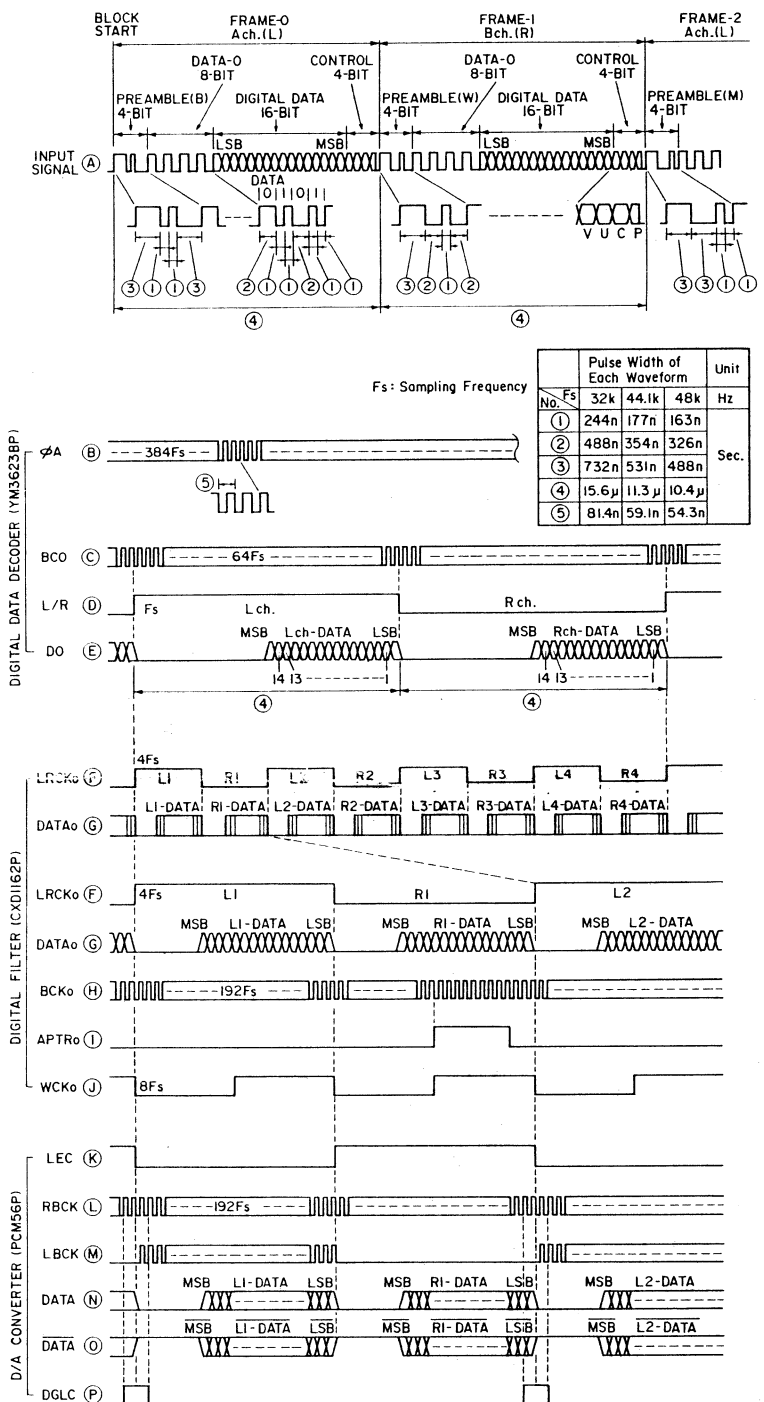 BLOCK START
FRAME-0 Ach.(L)
FRAME-1 Bch.(R)
FRAME-2 Ach.(L)
DATA-0 8-BIT
CONTROL 4-BIT
DATA-0 8-BIT
CONTROL 4-BIT
PREAMBLE(B) 4-BIT
DIGITAL DATA 16-BIT
PREAMBLE(W) 4-BIT
DIGITAL DATA 16-BIT
PREAMBLE(M) 4-BIT
LSB MSB LSB MSB
INPUT SIGNAL Ⓐ
DATA
|0|1|0|1|
V U C P
③ ① ① ③ ② ① ① ② ① ① ③ ② ① ② ③ ③ ① ①
④ ④
Fs: Sampling Frequency
Pulse Width of Each Waveform Unit
No. Fs 32k 44.1k 48k Hz
① 244n 177n 163n Sec.
② 488n 354n 326n
③ 732n 531n 488n
④ 15.6μ 11.3μ 10.4μ
⑤ 81.4n 59.1n 54.3n
DIGITAL DATA DECODER (YM3623BP)
ØA Ⓑ 384Fs
⑤
BCO Ⓒ 64Fs
L/R Ⓓ Fs Lch. Rch.
MSB Lch-DATA LSB MSB Rch-DATA LSB
DO Ⓔ
14 13 1 14 13 1
④ ④
DIGITAL FILTER (CXD1162P)
4Fs
LRCKo Ⓕ L1 R1 L2 R2 L3 R3 L4 R4
L1-DATA R1-DATA L2-DATA R2-DATA L3-DATA R3-DATA L4-DATA R4-DATA
DATAo Ⓖ
LRCKo Ⓕ 4Fs L1 R1 L2
MSB L1-DATA LSB MSB R1-DATA LSB MSB L2-DATA
DATAo Ⓖ
BCKo Ⓗ 192Fs
APTRo Ⓘ
WCKo Ⓙ 8Fs
D/A CONVERTER (PCM56P)
LEC Ⓚ
RBCK Ⓛ 192Fs
LBCK Ⓜ
MSB L1-DATA LSB MSB R1-DATA LSB MSB L2-DATA
DATA Ⓝ
MSB L1-DATA LSB MSB R1-DATA LSB MSB L2-DATA
DATA Ⓞ
DGLC Ⓟ